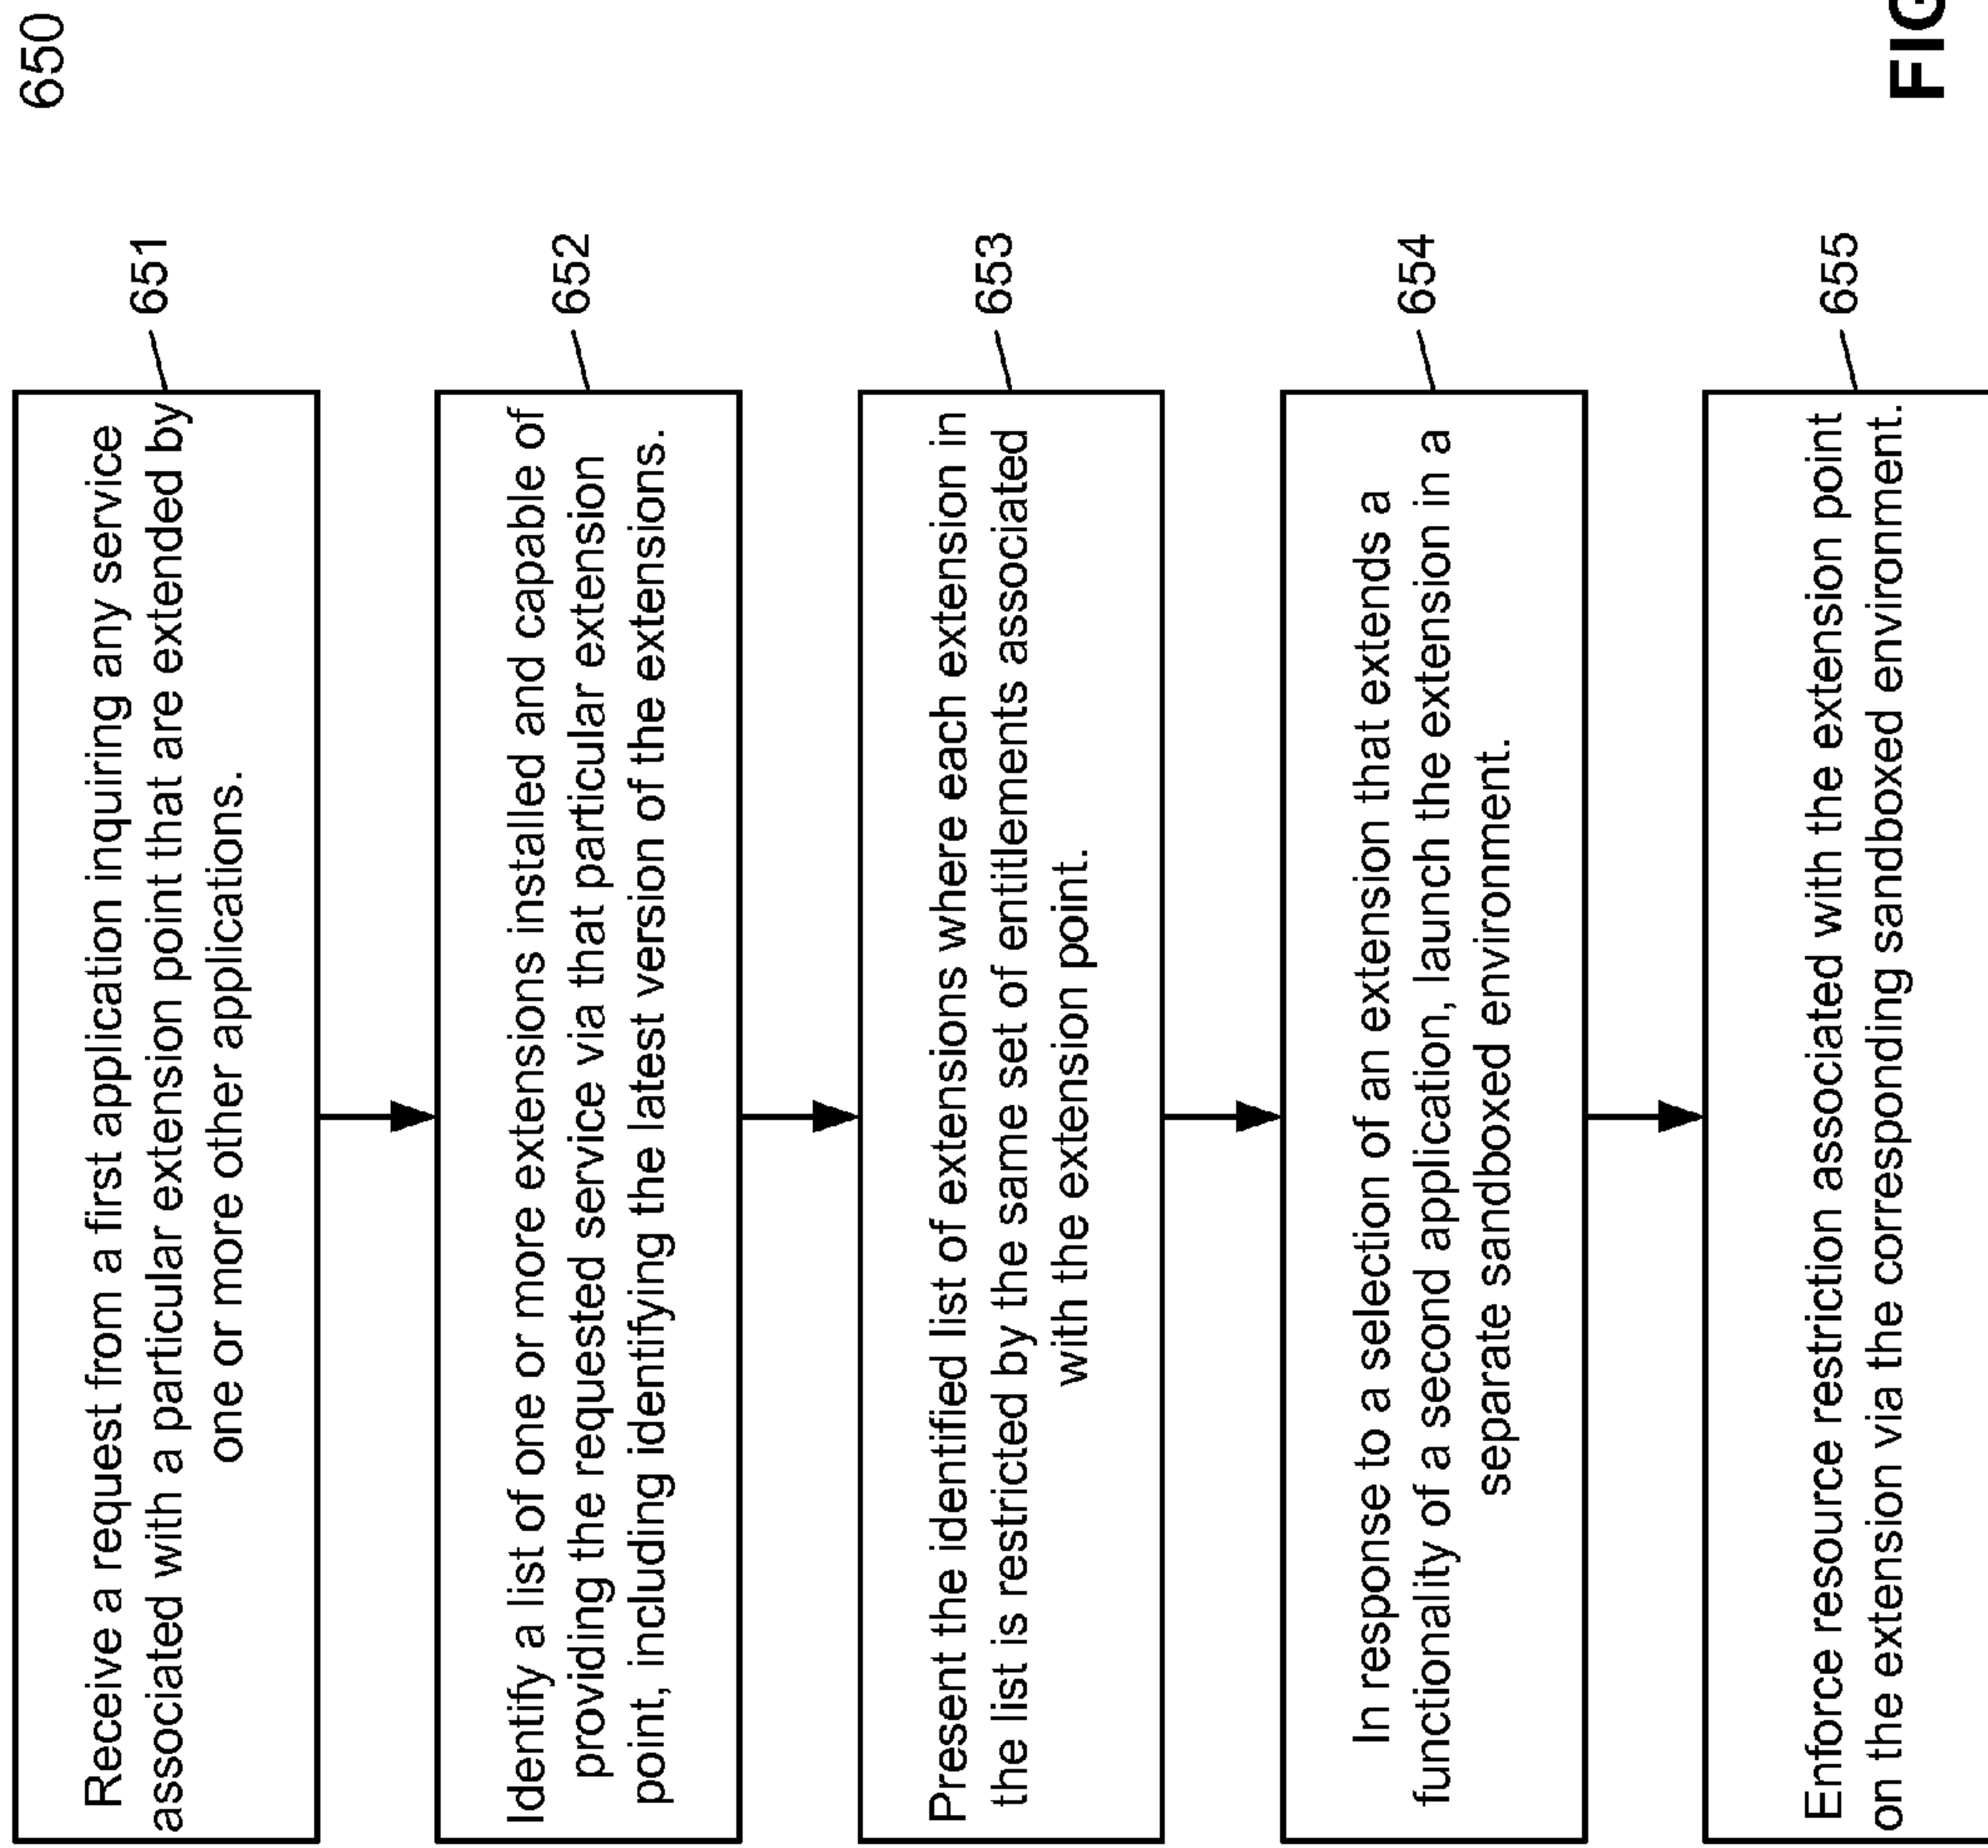 650
Receive a request from a first application inquiring any service
associated with a particular extension point that are extended by
one or more other applications.
651
Identify a list of one or more extensions installed and capable of
providing the requested service via that particular extension
point, including identifying the latest version of the extensions.
652
Present the identified list of extensions where each extension in
the list is restricted by the same set of entitlements associated
with the extension point.
653
In response to a selection of an extension that extends a
functionality of a second application, launch the extension in a
separate sandboxed environment.
654
Enforce resource restriction associated with the extension point
on the extension via the corresponding sandboxed environment.
655
FIG